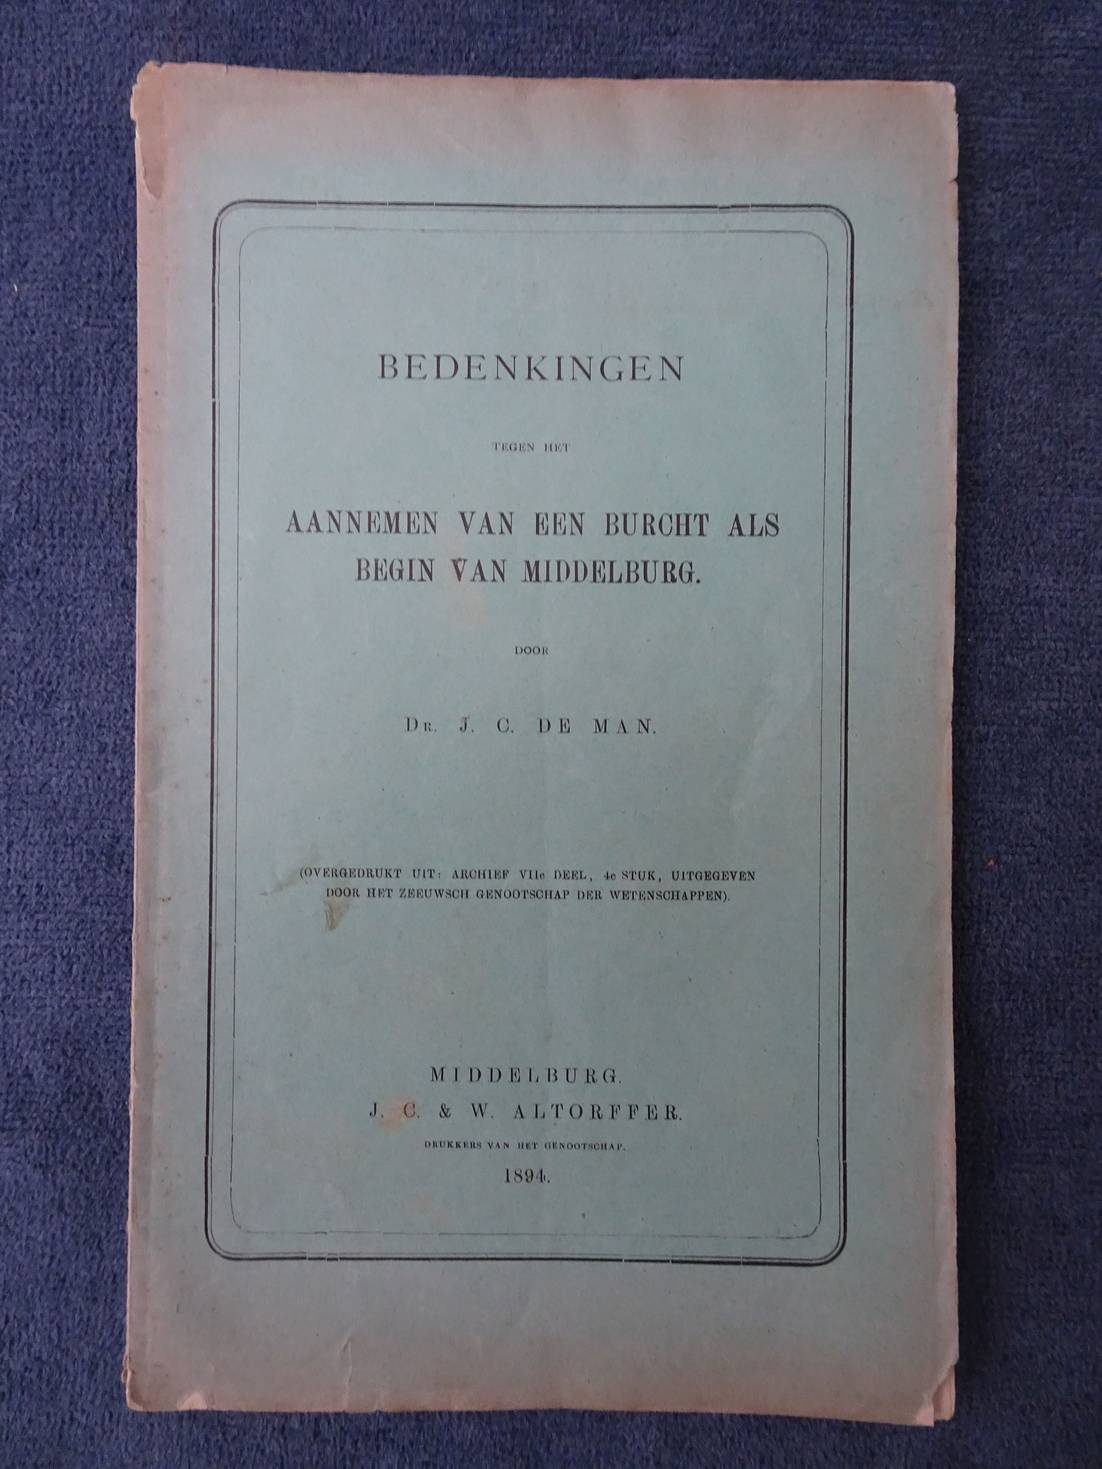 BEDENKINGEN
TEGEN HET
AANNEMEN VAN EEN BURCHT ALS
BEGIN VAN MIDDELBURG.
DOOR
DR. J. C. DE MAN.
(OVERGEDRUKT UIT: ARCHIEF VIIe DEEL, 4e STUK, UITGEGEVEN
DOOR HET ZEEUWSCH GENOOTSCHAP DER WETENSCHAPPEN).
MIDDELBURG.
J. C. & W. ALTORFFER.
DRUKKERS VAN HET GENOOTSCHAP.
1894.